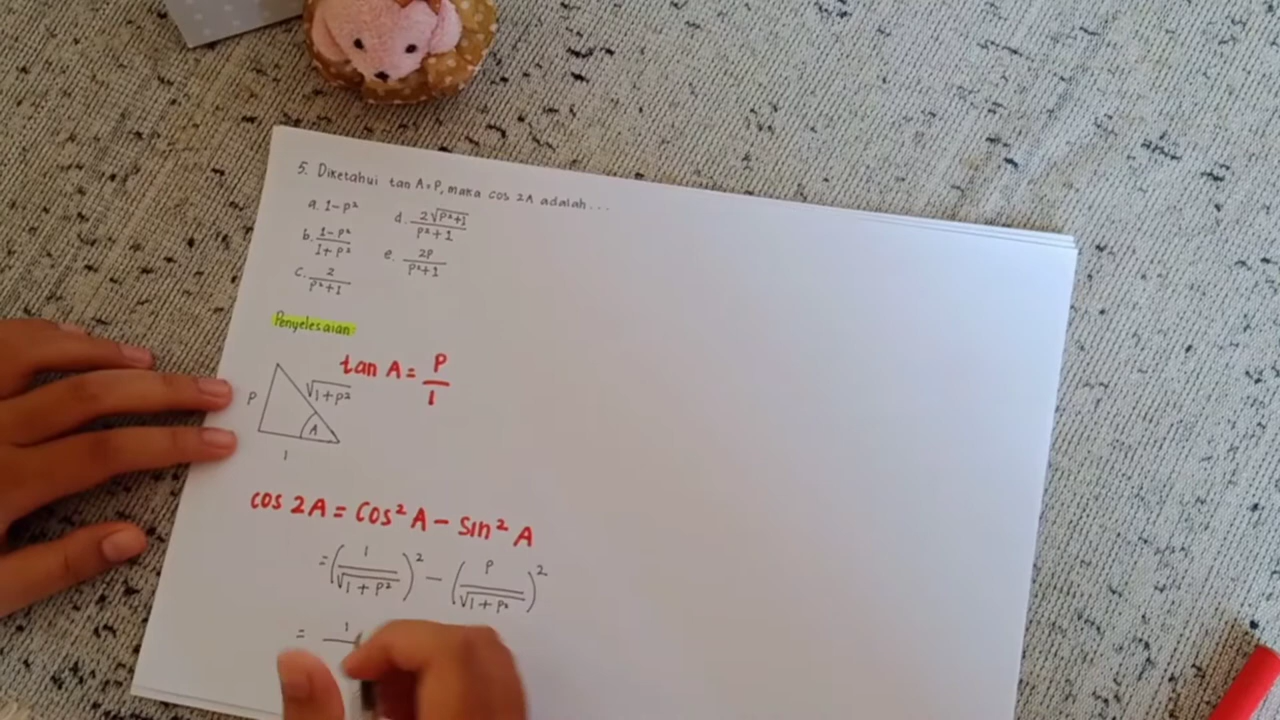 5. Diketahui tan A=P, maka cos 2A adalah...
a. 1-p²
d. 2√p²+1 / p²+1
b. 1-p² / 1+p²
e. 2p / p²+1
c. 2 / p²+1
Penyelesaian:
tan A = P / 1
P
√1+p²
A
1
cos 2A = cos² A - sin² A
= (1 / √1+p²)² - (p / √1+p²)²
= 1